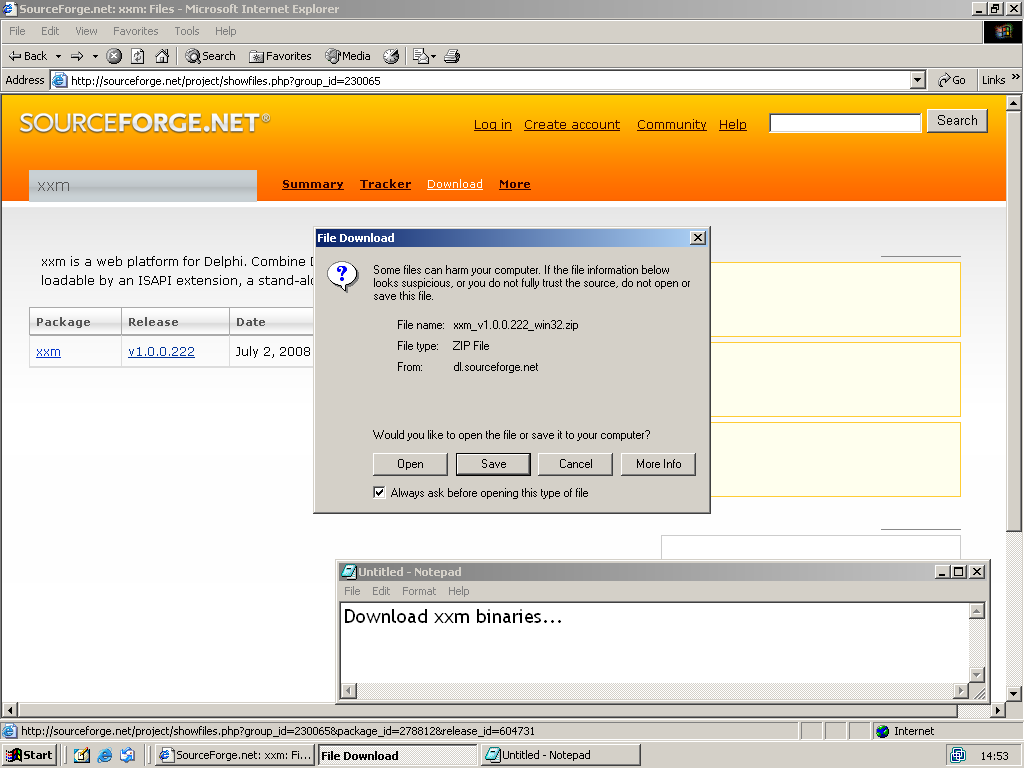 SourceForge.net: xxm: Files - Microsoft Internet Explorer
File Edit View Favorites Tools Help
Back Search Favorites Media
Address http://sourceforge.net/project/showfiles.php?group_id=230065 Go Links »
SOURCEFORGE.NET®
Log in Create account Community Help Search
xxm Summary Tracker Download More
File Download
xxm is a web platform for Delphi. Combine
loadable by an ISAPI extension, a stand-alo
Some files can harm your computer. If the file information below
looks suspicious, or you do not fully trust the source, do not open or
save this file.
Package Release Date
xxm v1.0.0.222 July 2, 2008
File name: xxm_v1.0.0.222_win32.zip
File type: ZIP File
From: dl.sourceforge.net
Would you like to open the file or save it to your computer?
Open Save Cancel More Info
Always ask before opening this type of file
Untitled - Notepad
File Edit Format Help
Download xxm binaries...
http://sourceforge.net/project/showfiles.php?group_id=230065&package_id=278812&release_id=604731 Internet
Start SourceForge.net: xxm: Fi... File Download Untitled - Notepad 14:53